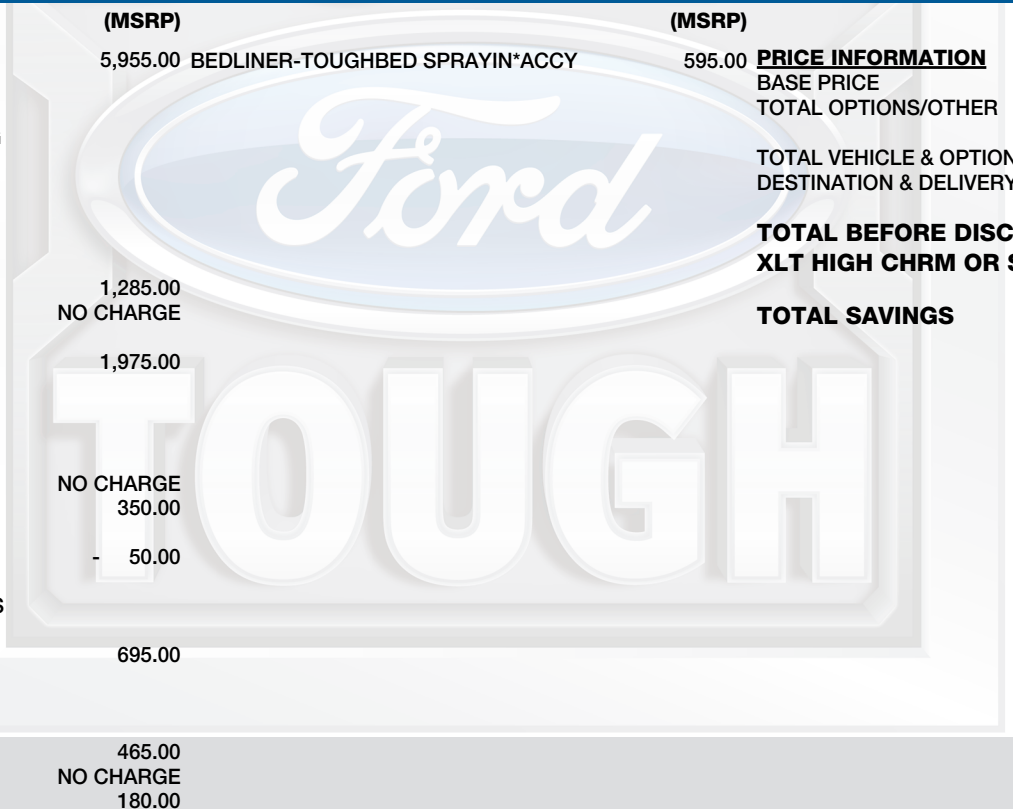 (MSRP) (MSRP)
5,955.00 BEDLINER-TOUGHBED SPRAYIN*ACCY 595.00 PRICE INFORMATION
BASE PRICE
TOTAL OPTIONS/OTHER
TOTAL VEHICLE & OPTION
DESTINATION & DELIVERY
TOTAL BEFORE DISC
XLT HIGH CHRM OR S
1,285.00
NO CHARGE
TOTAL SAVINGS
1,975.00
NO CHARGE
350.00
- 50.00
S
695.00
465.00
NO CHARGE
180.00
Ford
TOUGH